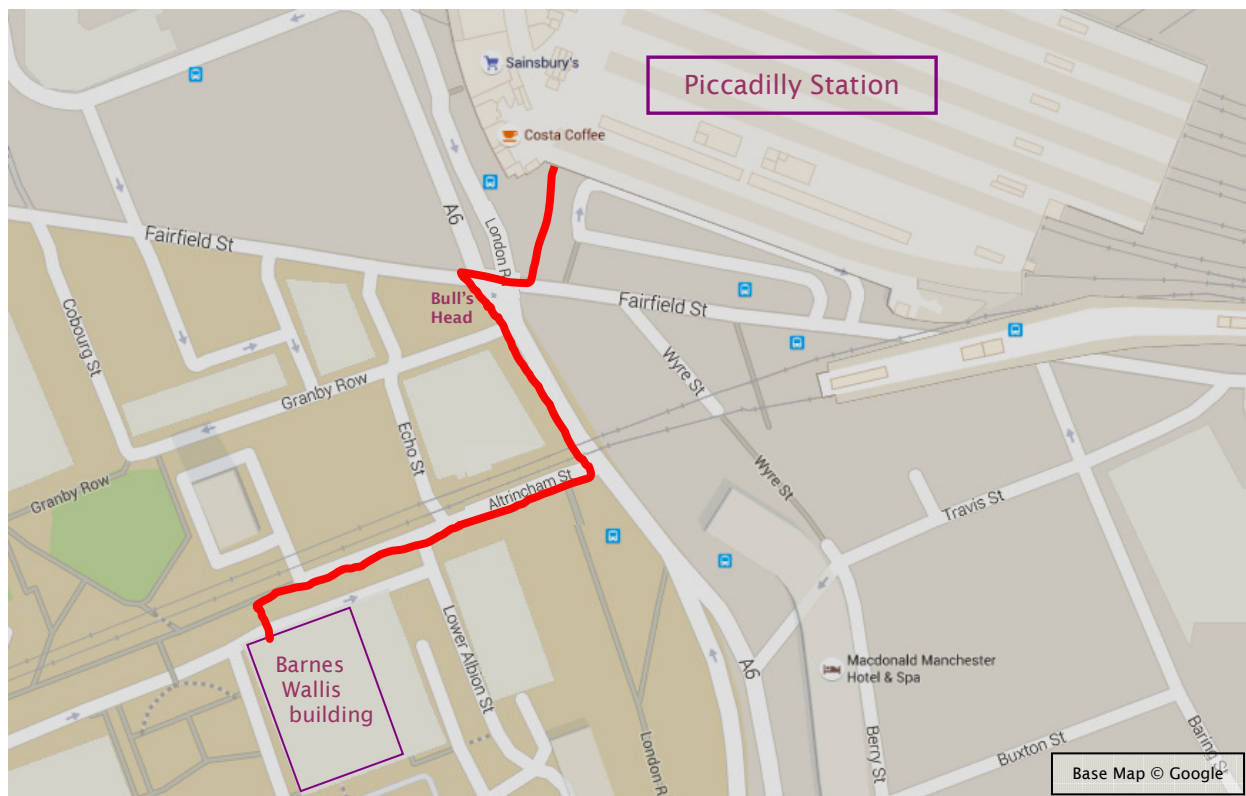 Sainsbury's
Piccadilly Station
Costa Coffee
A6
London R
Fairfield St
Bull's
Head
Fairfield St
Cobourg St
Wyre St
Granby Row
Echo St
Wyre St
Granby Row
Altrincham St
Travis St
Lower Albion St
Barnes
Wallis
building
A6
Macdonald Manchester
Hotel & Spa
London R
Berry St
Buxton St
Baring St
Base Map © Google